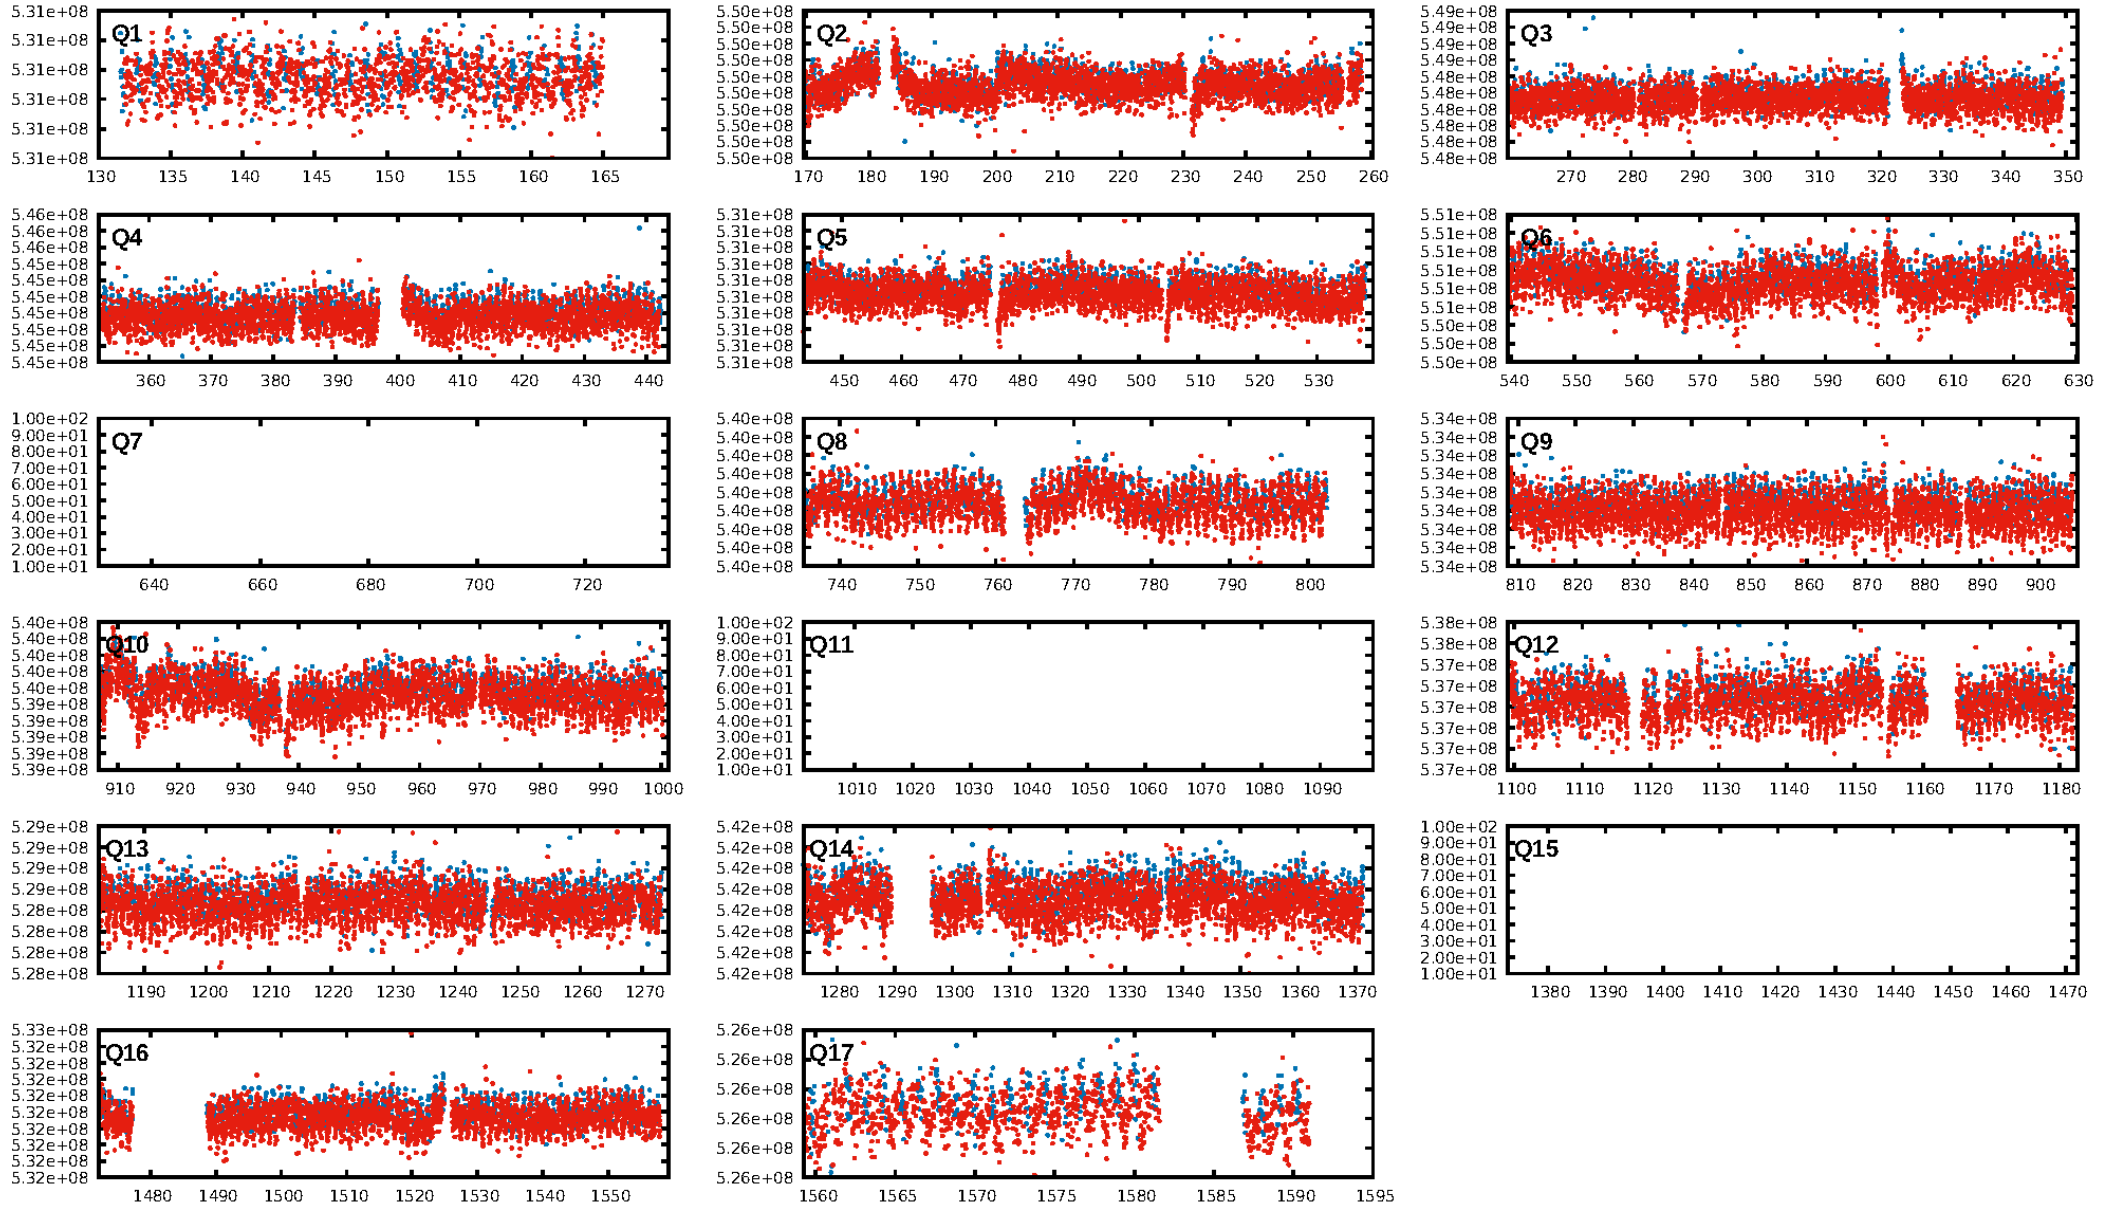 Q1
5.31e+08
5.31e+08
5.31e+08
5.31e+08
5.31e+08
5.31e+08
130 135 140 145 150 155 160 165
Q2
5.50e+08
5.50e+08
5.50e+08
5.50e+08
5.50e+08
5.50e+08
5.50e+08
5.50e+08
5.50e+08
5.50e+08
170 180 190 200 210 220 230 240 250 260
Q3
5.49e+08
5.49e+08
5.49e+08
5.49e+08
5.48e+08
5.48e+08
5.48e+08
5.48e+08
5.48e+08
5.48e+08
270 280 290 300 310 320 330 340 350
Q4
5.46e+08
5.46e+08
5.46e+08
5.45e+08
5.45e+08
5.45e+08
5.45e+08
5.45e+08
5.45e+08
5.45e+08
360 370 380 390 400 410 420 430 440
Q5
5.31e+08
5.31e+08
5.31e+08
5.31e+08
5.31e+08
5.31e+08
5.31e+08
5.31e+08
5.31e+08
5.31e+08
450 460 470 480 490 500 510 520 530
Q6
5.51e+08
5.51e+08
5.51e+08
5.51e+08
5.51e+08
5.51e+08
5.50e+08
5.50e+08
5.50e+08
540 550 560 570 580 590 600 610 620 630
Q7
1.00e+02
9.00e+01
8.00e+01
7.00e+01
6.00e+01
5.00e+01
4.00e+01
3.00e+01
2.00e+01
1.00e+01
640 660 680 700 720
Q8
5.40e+08
5.40e+08
5.40e+08
5.40e+08
5.40e+08
5.40e+08
5.40e+08
5.40e+08
5.40e+08
740 750 760 770 780 790 800
Q9
5.34e+08
5.34e+08
5.34e+08
5.34e+08
5.34e+08
5.34e+08
5.34e+08
5.34e+08
5.34e+08
810 820 830 840 850 860 870 880 890 900
Q10
5.40e+08
5.40e+08
5.40e+08
5.40e+08
5.40e+08
5.39e+08
5.39e+08
5.39e+08
5.39e+08
5.39e+08
910 920 930 940 950 960 970 980 990 1000
Q11
1.00e+02
9.00e+01
8.00e+01
7.00e+01
6.00e+01
5.00e+01
4.00e+01
3.00e+01
2.00e+01
1.00e+01
1010 1020 1030 1040 1050 1060 1070 1080 1090
Q12
5.38e+08
5.38e+08
5.37e+08
5.37e+08
5.37e+08
5.37e+08
5.37e+08
5.37e+08
1100 1110 1120 1130 1140 1150 1160 1170 1180
Q13
5.29e+08
5.29e+08
5.29e+08
5.29e+08
5.28e+08
5.28e+08
5.28e+08
5.28e+08
1190 1200 1210 1220 1230 1240 1250 1260 1270
Q14
5.42e+08
5.42e+08
5.42e+08
5.42e+08
5.42e+08
5.42e+08
5.42e+08
5.42e+08
1280 1290 1300 1310 1320 1330 1340 1350 1360 1370
Q15
1.00e+02
9.00e+01
8.00e+01
7.00e+01
6.00e+01
5.00e+01
4.00e+01
3.00e+01
2.00e+01
1.00e+01
1380 1390 1400 1410 1420 1430 1440 1450 1460 1470
Q16
5.33e+08
5.32e+08
5.32e+08
5.32e+08
5.32e+08
5.32e+08
5.32e+08
5.32e+08
5.32e+08
5.32e+08
1480 1490 1500 1510 1520 1530 1540 1550
Q17
5.26e+08
5.26e+08
5.26e+08
5.26e+08
5.26e+08
5.26e+08
1560 1565 1570 1575 1580 1585 1590 1595